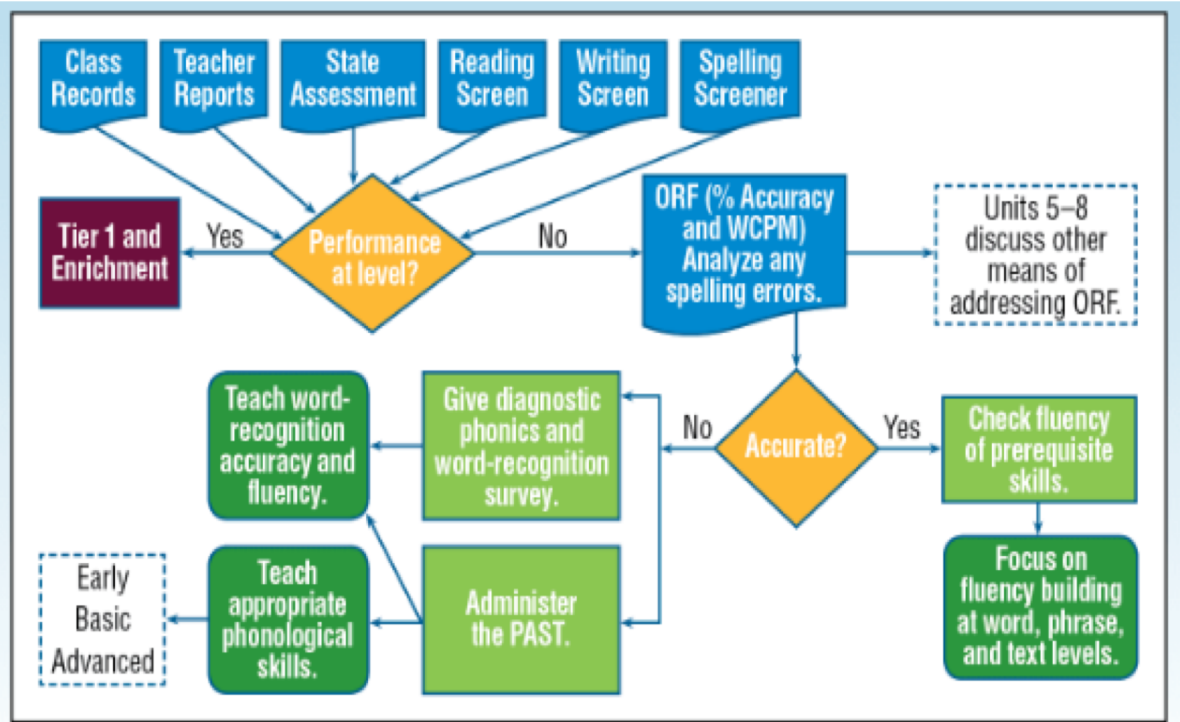 Class
Records
Teacher
Reports
State
Assessment
Reading
Screen
Writing
Screen
Spelling
Screener
Tier 1 and
Enrichment
Yes
Performance
at level?
No
ORF (% Accuracy
and WCPM)
Analyze any
spelling errors.
Units 5–8
discuss other
means of
addressing ORF.
Teach word-
recognition
accuracy and
fluency.
Give diagnostic
phonics and
word-recognition
survey.
No
Accurate?
Yes
Check fluency
of prerequisite
skills.
Early
Basic
Advanced
Teach
appropriate
phonological
skills.
Administer
the PAST.
Focus on
fluency building
at word, phrase,
and text levels.